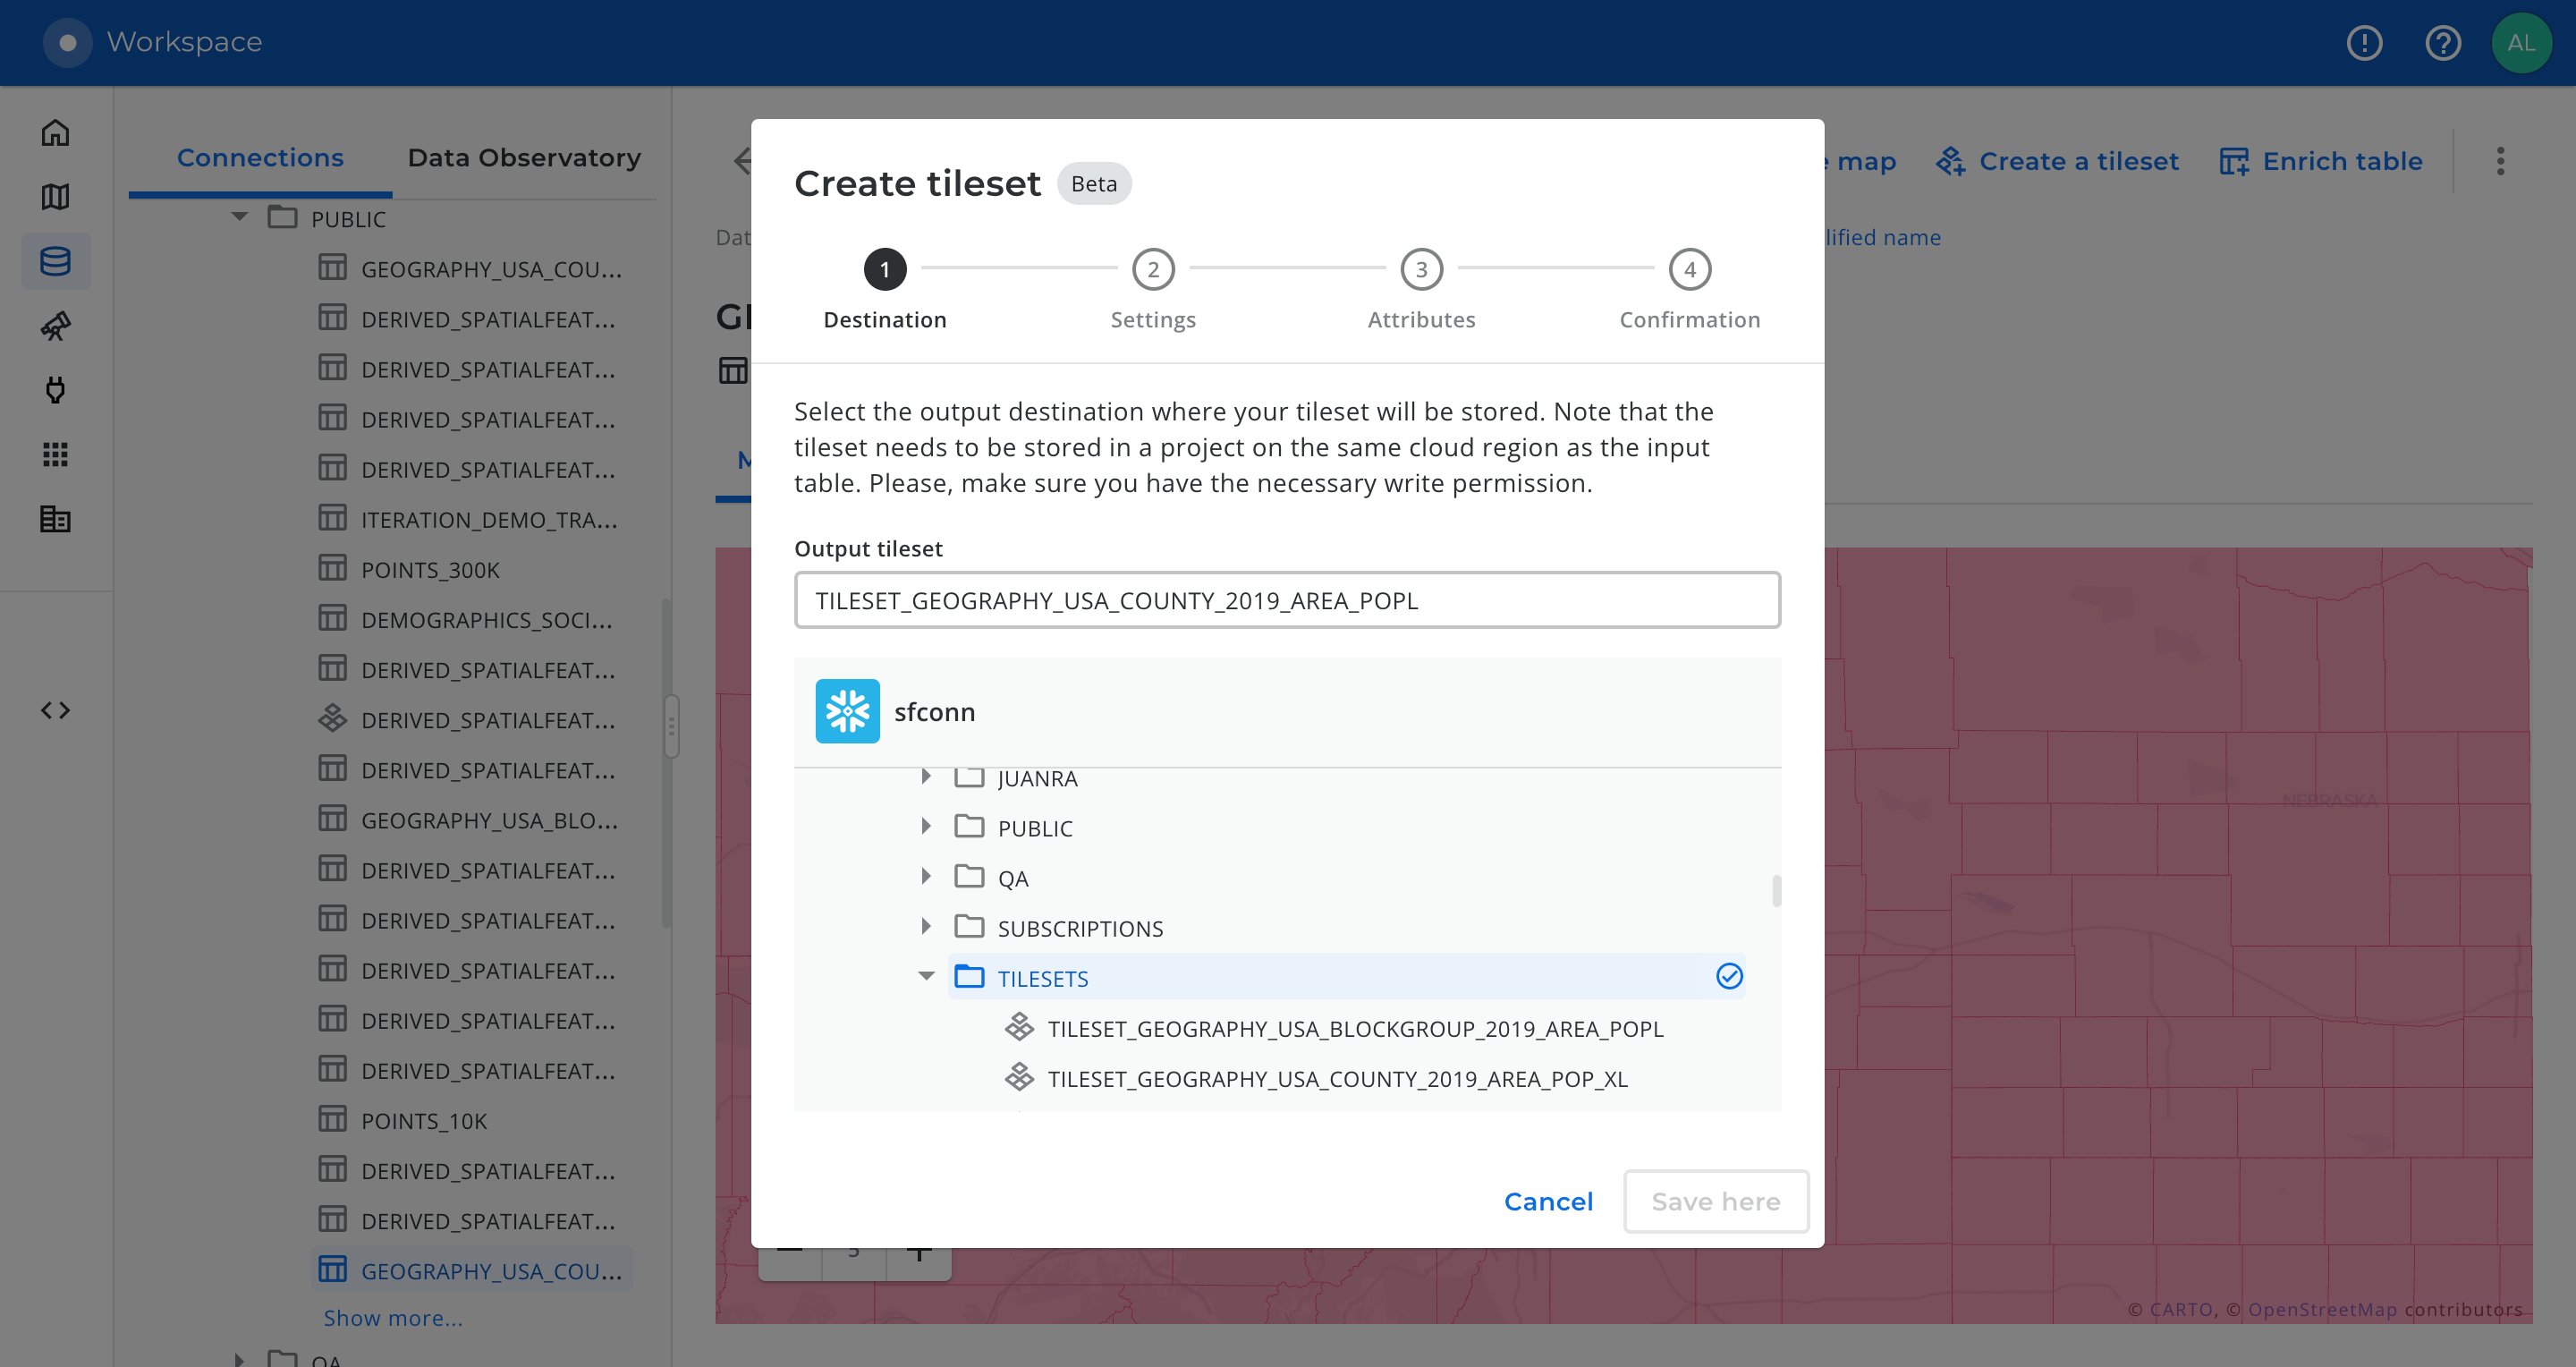 Workspace
AL
Connections
Data Observatory
PUBLIC
GEOGRAPHY_USA_COU...
DERIVED_SPATIALFEAT...
DERIVED_SPATIALFEAT...
DERIVED_SPATIALFEAT...
DERIVED_SPATIALFEAT...
ITERATION_DEMO_TRA...
POINTS_300K
DEMOGRAPHICS_SOCI...
DERIVED_SPATIALFEAT...
DERIVED_SPATIALFEAT...
DERIVED_SPATIALFEAT...
GEOGRAPHY_USA_BLO...
DERIVED_SPATIALFEAT...
DERIVED_SPATIALFEAT...
DERIVED_SPATIALFEAT...
DERIVED_SPATIALFEAT...
DERIVED_SPATIALFEAT...
POINTS_10K
DERIVED_SPATIALFEAT...
DERIVED_SPATIALFEAT...
GEOGRAPHY_USA_COU...
Show more...
QA
map
Create a tileset
Enrich table
Dat
lified name
Create tileset
Beta
1
2
3
4
Destination
Settings
Attributes
Confirmation
Select the output destination where your tileset will be stored. Note that the
tileset needs to be stored in a project on the same cloud region as the input
table. Please, make sure you have the necessary write permission.
Output tileset
TILESET_GEOGRAPHY_USA_COUNTY_2019_AREA_POPL
sfconn
JUANRA
PUBLIC
QA
SUBSCRIPTIONS
TILESETS
TILESET_GEOGRAPHY_USA_BLOCKGROUP_2019_AREA_POPL
TILESET_GEOGRAPHY_USA_COUNTY_2019_AREA_POP_XL
Cancel
Save here
5
NEBRASKA
© CARTO, © OpenStreetMap contributors